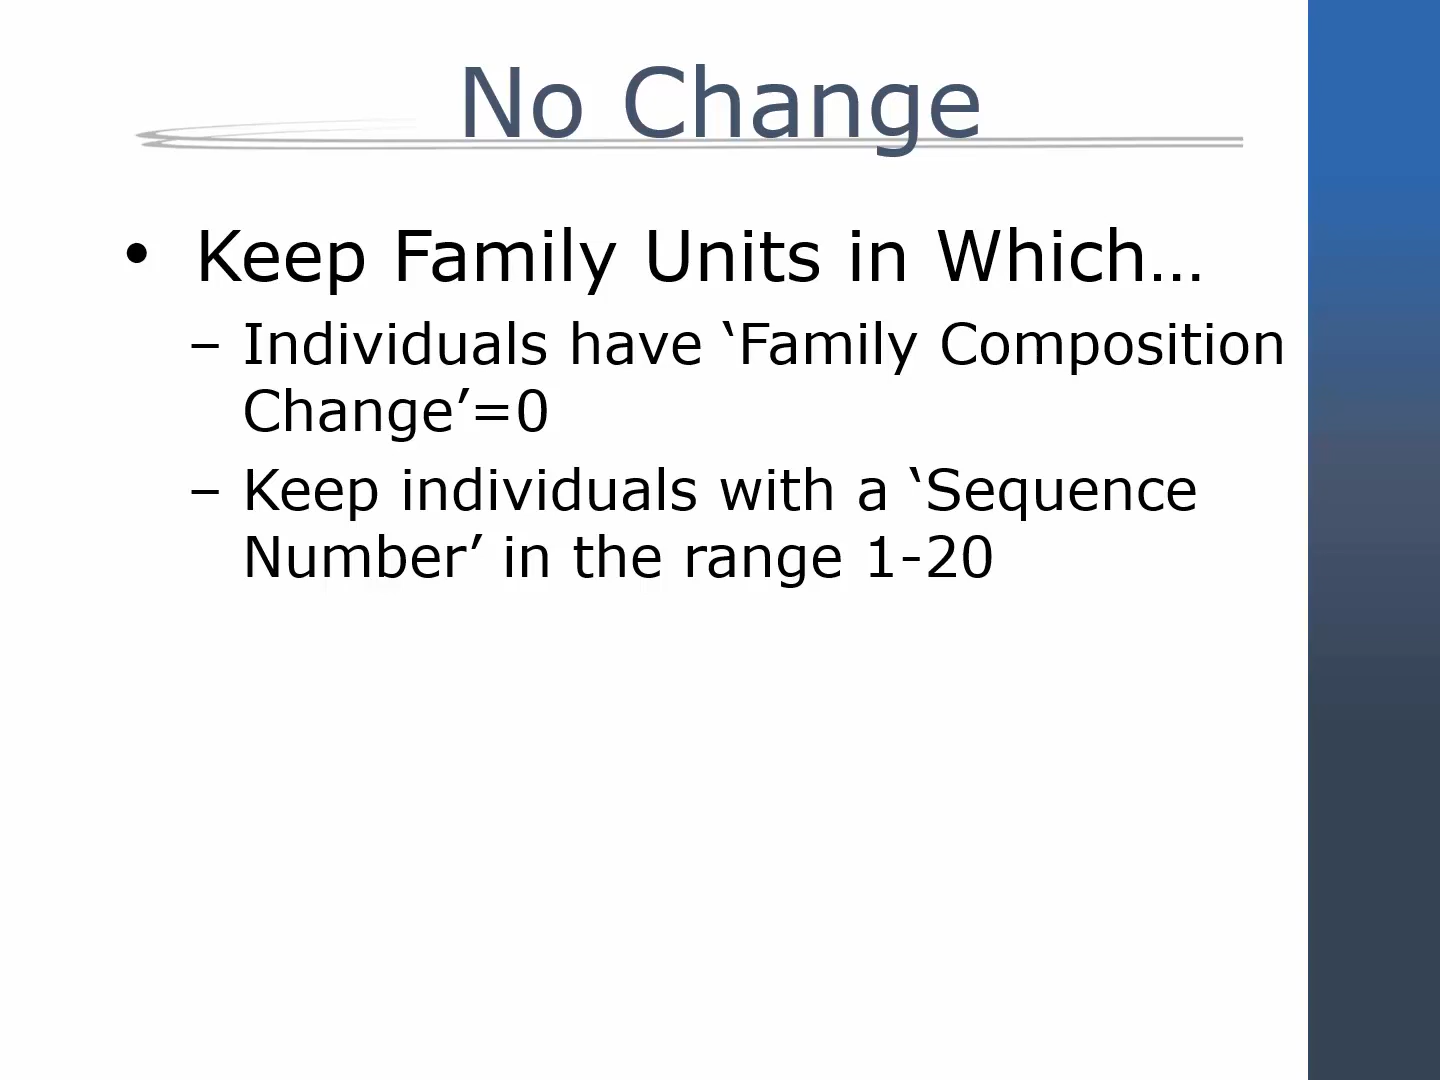 No Change
• Keep Family Units in Which…
– Individuals have ‘Family Composition
Change’=0
– Keep individuals with a ‘Sequence
Number’ in the range 1-20